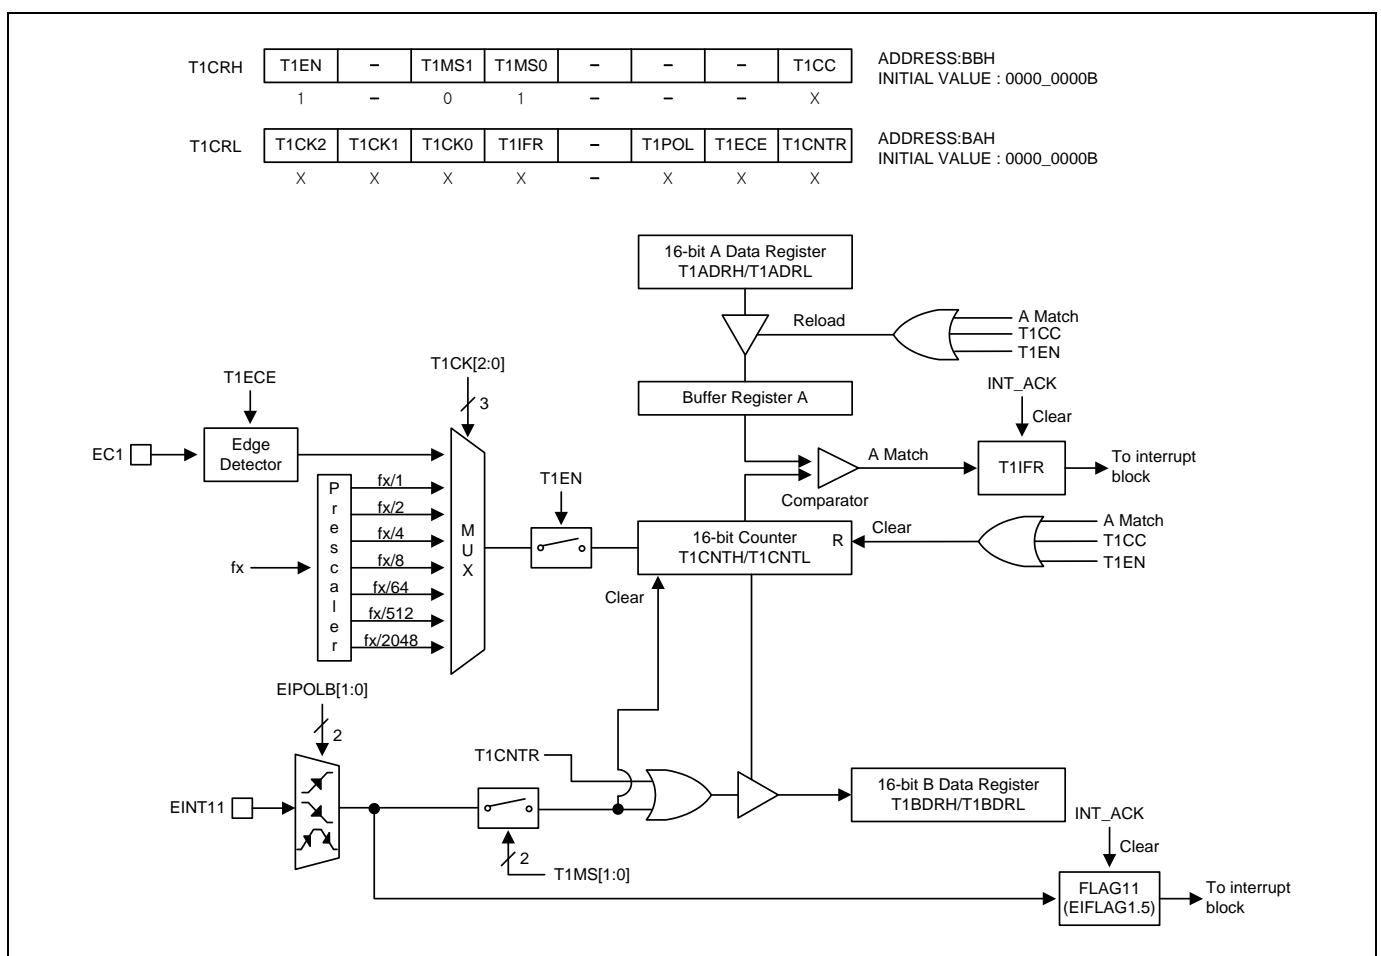 T1CRH T1EN – T1MS1 T1MS0 – – – T1CC ADDRESS:BBH
INITIAL VALUE : 0000_0000B
1 – 0 1 – – – X
T1CRL T1CK2 T1CK1 T1CK0 T1IFR – T1POL T1ECE T1CNTR ADDRESS:BAH
INITIAL VALUE : 0000_0000B
X X X X – X X X
16-bit A Data Register
T1ADRH/T1ADRL
Reload
A Match
T1CC
T1EN
T1CK[2:0]
3
T1ECE
Buffer Register A
INT_ACK
Clear
EC1
Edge
Detector
A Match
T1IFR
To interrupt
block
Comparator
Prescaler
fx/1
fx/2
fx/4
fx/8
fx/64
fx/512
fx/2048
fx
MUX
T1EN
16-bit Counter
T1CNTH/T1CNTL
R
Clear
A Match
T1CC
T1EN
Clear
EIPOLB[1:0]
2
T1CNTR
EINT11
2
T1MS[1:0]
16-bit B Data Register
T1BDRH/T1BDRL
INT_ACK
Clear
FLAG11
(EIFLAG1.5)
To interrupt
block